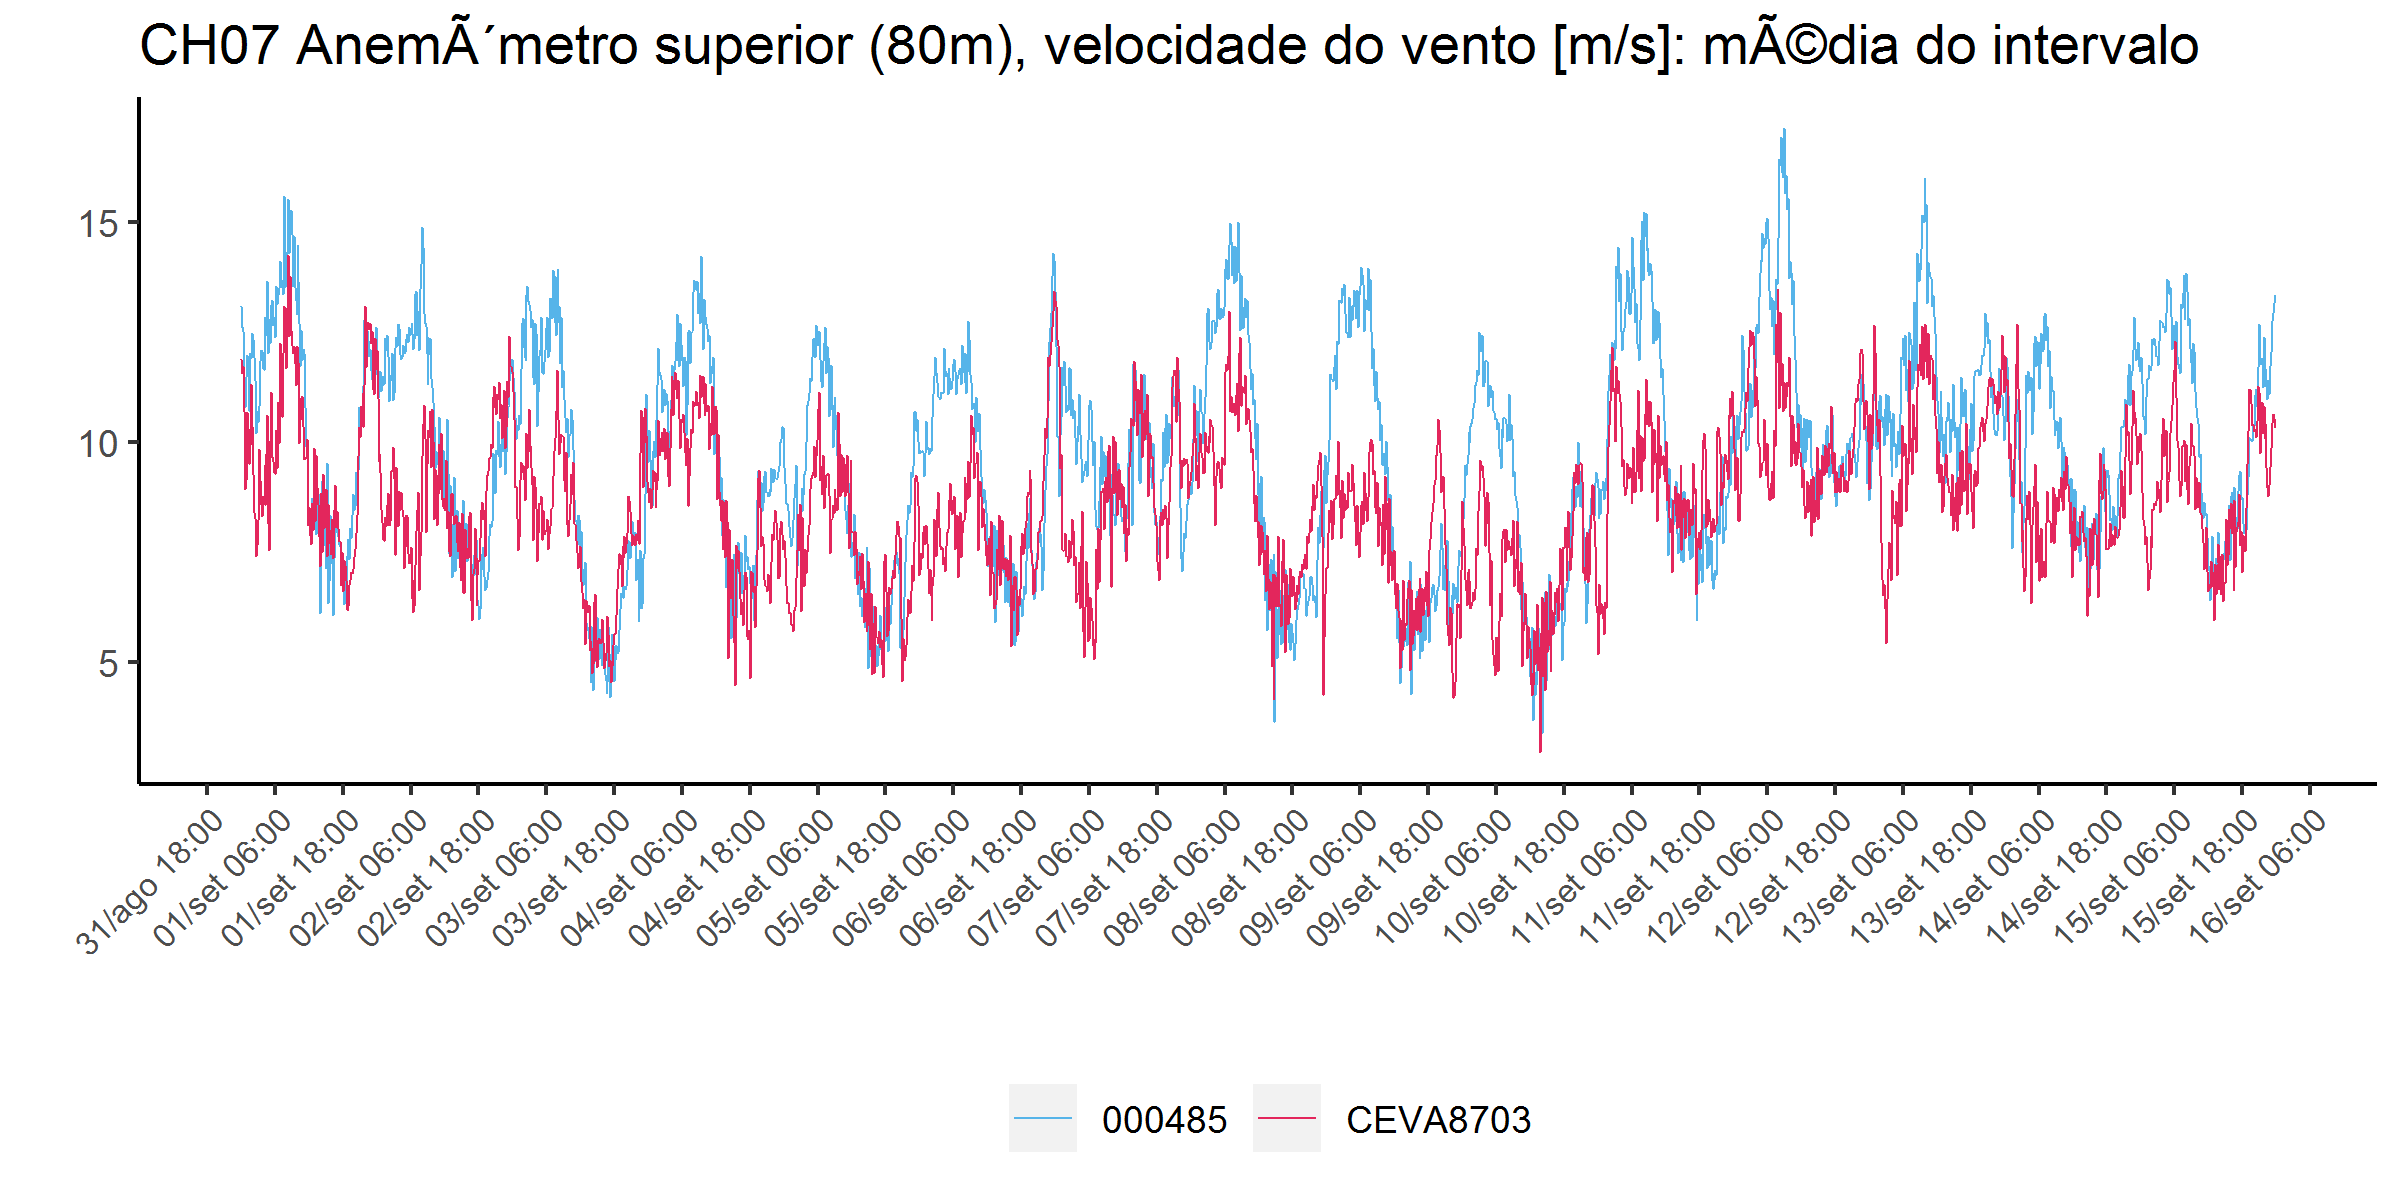 CH07 AnemÃ´metro superior (80m), velocidade do vento [m/s]: mÃ©dia do intervalo
15
10
5
31/ago 18:00
01/set 06:00
01/set 18:00
02/set 06:00
02/set 18:00
03/set 06:00
03/set 18:00
04/set 06:00
04/set 18:00
05/set 06:00
05/set 18:00
06/set 06:00
06/set 18:00
07/set 06:00
07/set 18:00
08/set 06:00
08/set 18:00
09/set 06:00
09/set 18:00
10/set 06:00
10/set 18:00
11/set 06:00
11/set 18:00
12/set 06:00
12/set 18:00
13/set 06:00
13/set 18:00
14/set 06:00
14/set 18:00
15/set 06:00
15/set 18:00
16/set 06:00
000485
CEVA8703